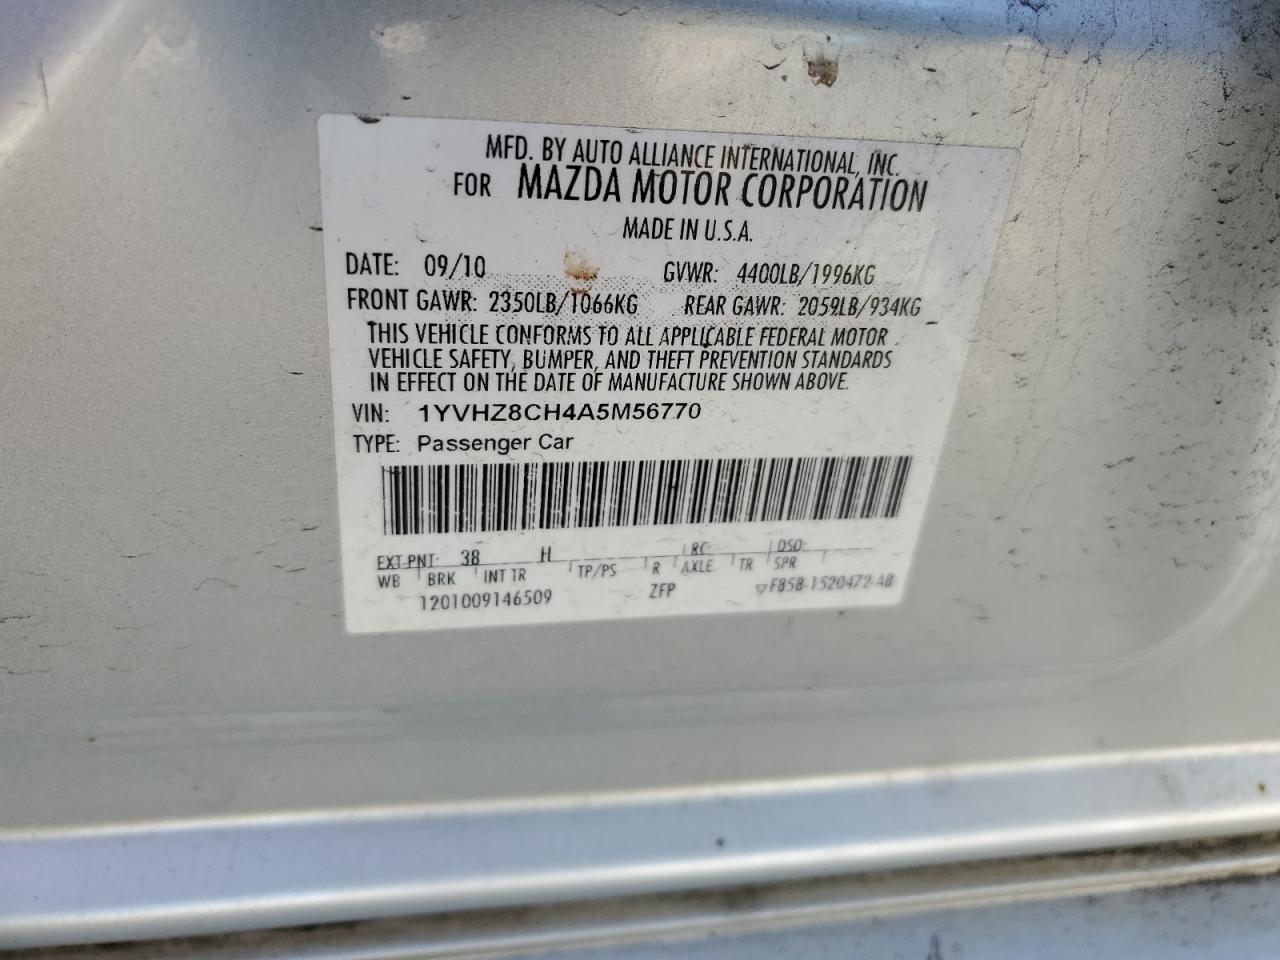 MFD. BY AUTO ALLIANCE INTERNATIONAL, INC.
FOR MAZDA MOTOR CORPORATION
MADE IN U.S.A.
DATE: 09/10 GVWR: 4400LB/1996KG
FRONT GAWR: 2350LB/1066KG REAR GAWR: 2059LB/934KG
THIS VEHICLE CONFORMS TO ALL APPLICABLE FEDERAL MOTOR
VEHICLE SAFETY, BUMPER, AND THEFT PREVENTION STANDARDS
IN EFFECT ON THE DATE OF MANUFACTURE SHOWN ABOVE.
VIN: 1YVHZ8CH4A5M56770
TYPE: Passenger Car
EXT PNT: 38 H RC: DSO:
WB BRK INT TR TP/PS R AXLE TR SPR
1201009146509 ZFP ▽F85B-1520472-AB